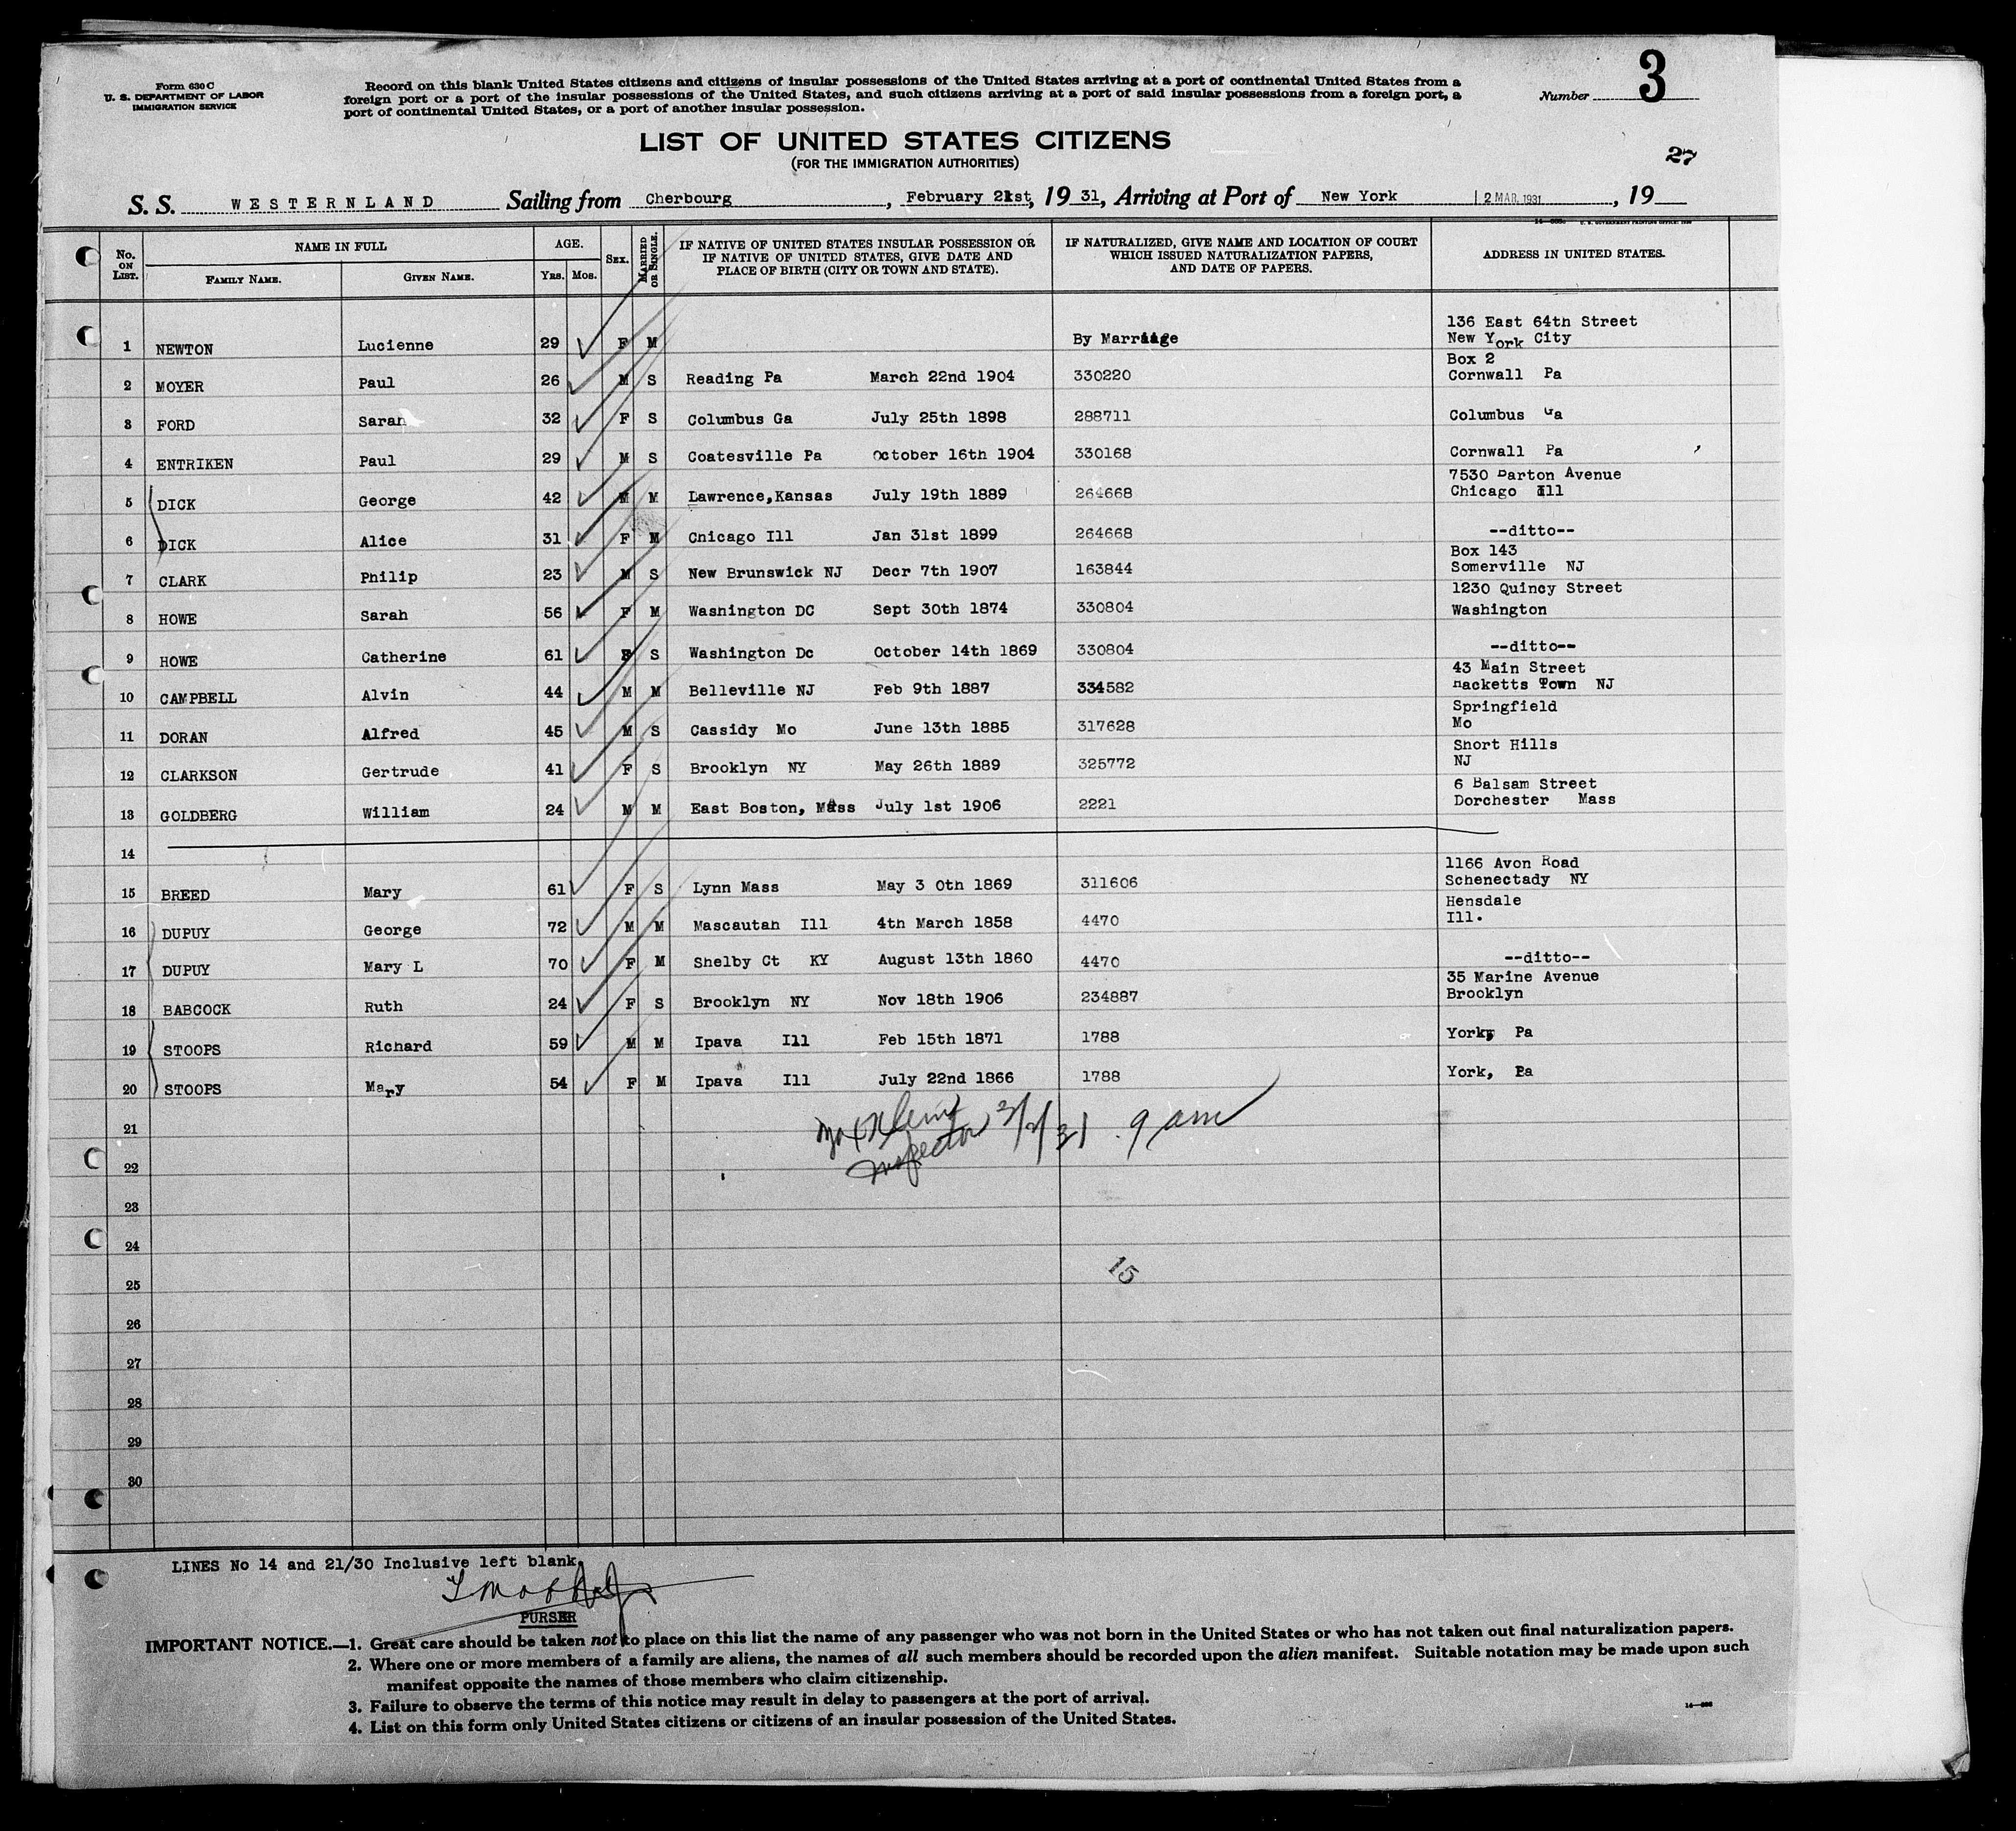 Form 630 C
U. S. DEPARTMENT OF LABOR
IMMIGRATION SERVICE
Record on this blank United States citizens and citizens of insular possessions of the United States arriving at a port of continental United States from a
foreign port or a port of the insular possessions of the United States, and such citizens arriving at a port of said insular possessions from a foreign port, a
port of continental United States, or a port of another insular possession.
Number 3
LIST OF UNITED STATES CITIZENS
(FOR THE IMMIGRATION AUTHORITIES)
27
S. S. WESTERNLAND Sailing from Cherbourg, February 21st, 1931, Arriving at Port of New York 2 MAR. 1931, 19
No. ON LIST. NAME IN FULL AGE. SEX. MARRIED OR SINGLE. IF NATIVE OF UNITED STATES INSULAR POSSESSION OR IF NATIVE OF UNITED STATES, GIVE DATE AND PLACE OF BIRTH (CITY OR TOWN AND STATE). IF NATURALIZED, GIVE NAME AND LOCATION OF COURT WHICH ISSUED NATURALIZATION PAPERS, AND DATE OF PAPERS. ADDRESS IN UNITED STATES.
FAMILY NAME. GIVEN NAME. YRS. MOS.
136 East 64th Street
1 NEWTON Lucienne 29 F M By Marriage New York City
Box 2
2 MOYER Paul 26 M S Reading Pa March 22nd 1904 330220 Cornwall Pa
3 FORD Sarah 32 F S Columbus Ga July 25th 1898 288711 Columbus Ga
4 ENTRIKEN Paul 29 M S Coatesville Pa October 16th 1904 330168 Cornwall Pa
7530 Parton Avenue
5 DICK George 42 M M Lawrence,Kansas July 19th 1889 264668 Chicago Ill
6 DICK Alice 31 F M Chicago Ill Jan 31st 1899 264668 --ditto--
Box 143
7 CLARK Philip 23 M S New Brunswick NJ Decr 7th 1907 163844 Somerville NJ
1230 Quincy Street
8 HOWE Sarah 56 F M Washington DC Sept 30th 1874 330804 Washington
9 HOWE Catherine 61 F S Washington Dc October 14th 1869 330804 --ditto--
43 Main Street
10 CAMPBELL Alvin 44 M M Belleville NJ Feb 9th 1887 334582 Hacketts Town NJ
Springfield
11 DORAN Alfred 45 M S Cassidy Mo June 13th 1885 317628 Mo
Short Hills
12 CLARKSON Gertrude 41 F S Brooklyn NY May 26th 1889 325772 NJ
6 Balsam Street
13 GOLDBERG William 24 M M East Boston, Mass July 1st 1906 2221 Dorchester Mass
14
1166 Avon Road
15 BREED Mary 61 F S Lynn Mass May 3 0th 1869 311606 Schenectady NY
Hensdale
16 DUPUY George 72 M M Mascoutah Ill 4th March 1858 4470 Ill.
17 DUPUY Mary L 70 F M Shelby Ct KY August 13th 1860 4470 --ditto--
35 Marine Avenue
18 BABCOCK Ruth 24 F S Brooklyn NY Nov 18th 1906 234887 Brooklyn
19 STOOPS Richard 59 M M Ipava Ill Feb 15th 1871 1788 York, Pa
20 STOOPS Mary 54 F M Ipava Ill July 22nd 1866 1788 York, Pa
21
Inspector 3/2/31 9 am
22
23
24
15
25
26
27
28
29
30
LINES No 14 and 21/30 Inclusive left blank.
PURSER
IMPORTANT NOTICE.—1. Great care should be taken not to place on this list the name of any passenger who was not born in the United States or who has not taken out final naturalization papers.
2. Where one or more members of a family are aliens, the names of all such members should be recorded upon the alien manifest. Suitable notation may be made upon such
manifest opposite the names of those members who claim citizenship.
3. Failure to observe the terms of this notice may result in delay to passengers at the port of arrival.
4. List on this form only United States citizens or citizens of an insular possession of the United States.